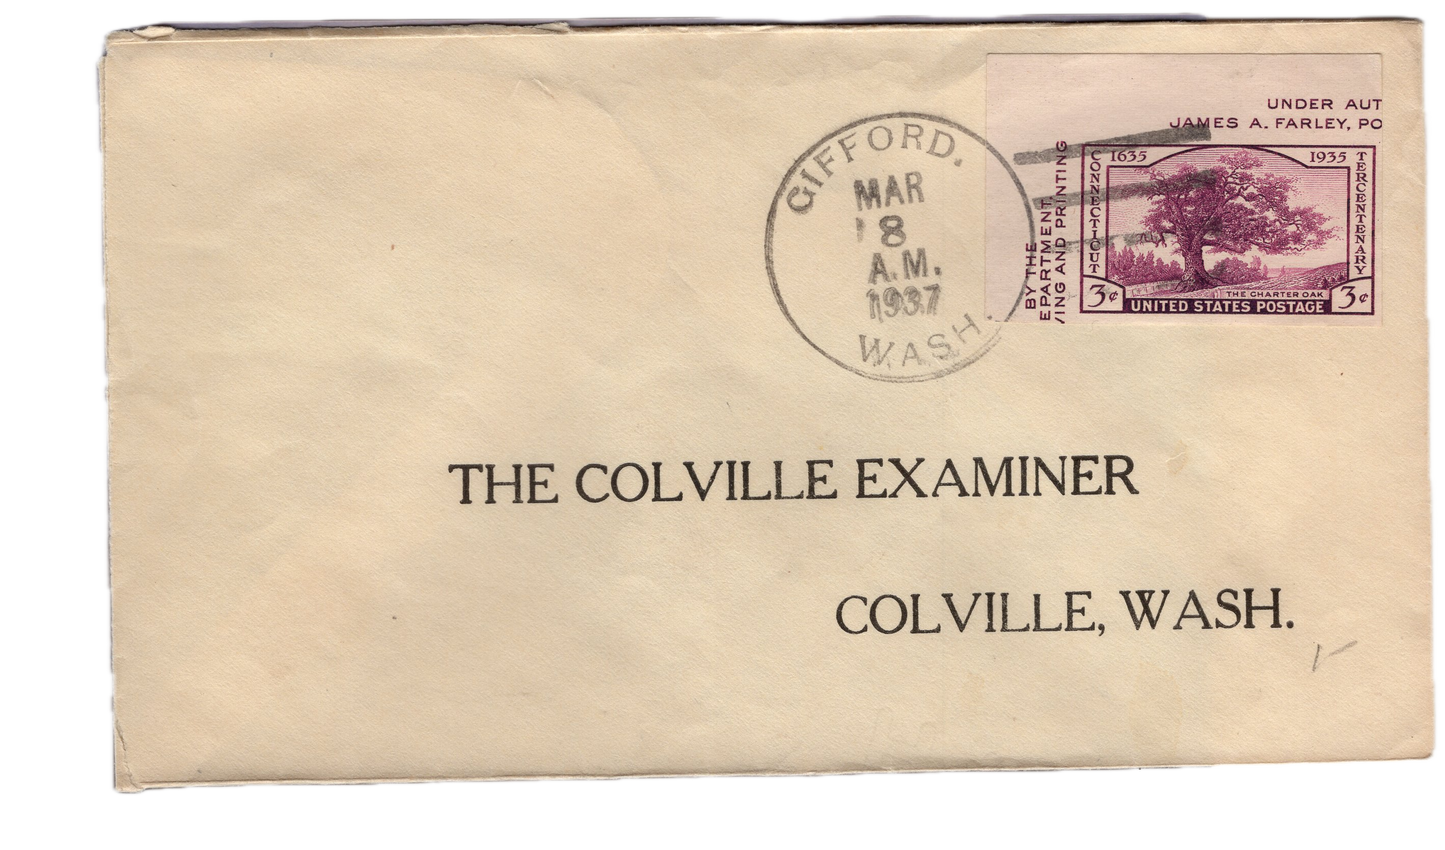 UNDER AUT
JAMES A. FARLEY, PO
BY THE
EPARTMENT,
ING AND PRINTING
1635
1935
CONNECTICUT
TERCENTENARY
THE CHARTER OAK
3¢
UNITED STATES POSTAGE
3¢
GIFFORD.
MAR
8
A.M.
1937
WASH.
THE COLVILLE EXAMINER
COLVILLE, WASH.